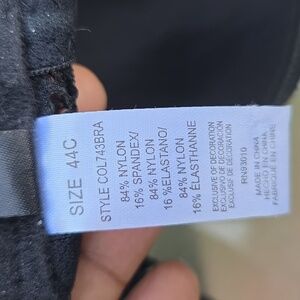 SIZE 44C
STYLE COL743BRA
84% NYLON
16% SPANDEX/
84% NYLON
16 %ELASTANO/
84% NYLON
16% ÉLASTHANNE
EXCLUSIVE OF DECORATION
EXCLUSIVO DE DECORACIÓN
EXCLUSIF DE DÉCORATION
RN93010
MADE IN CHINA
HECHO EN CHINA
FABRIQUÉ EN CHINE